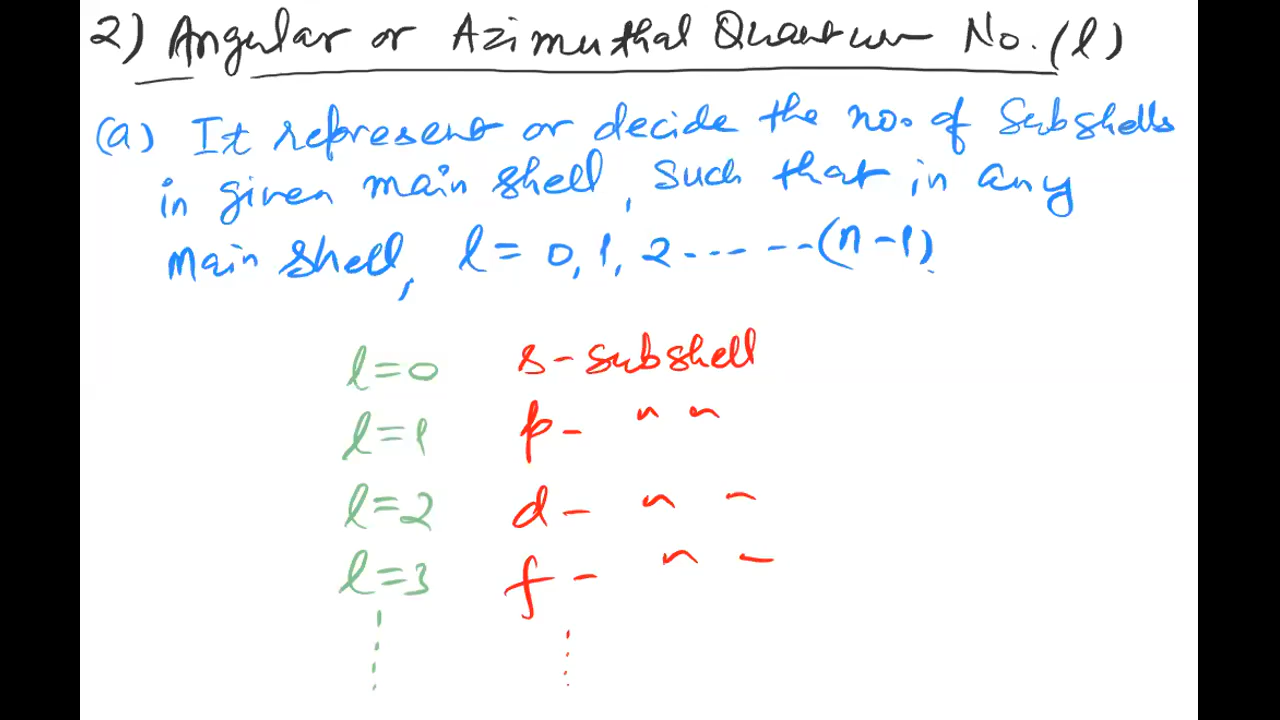 2) Angular or Azimuthal Quantum No. (l)
(a) It represent or decide the no. of Subshells
in given main shell, such that in any
main shell, l = 0, 1, 2 ------ (n-1)
l=0 s - subshell
l=1 p - " "
l=2 d - " "
l=3 f - " "